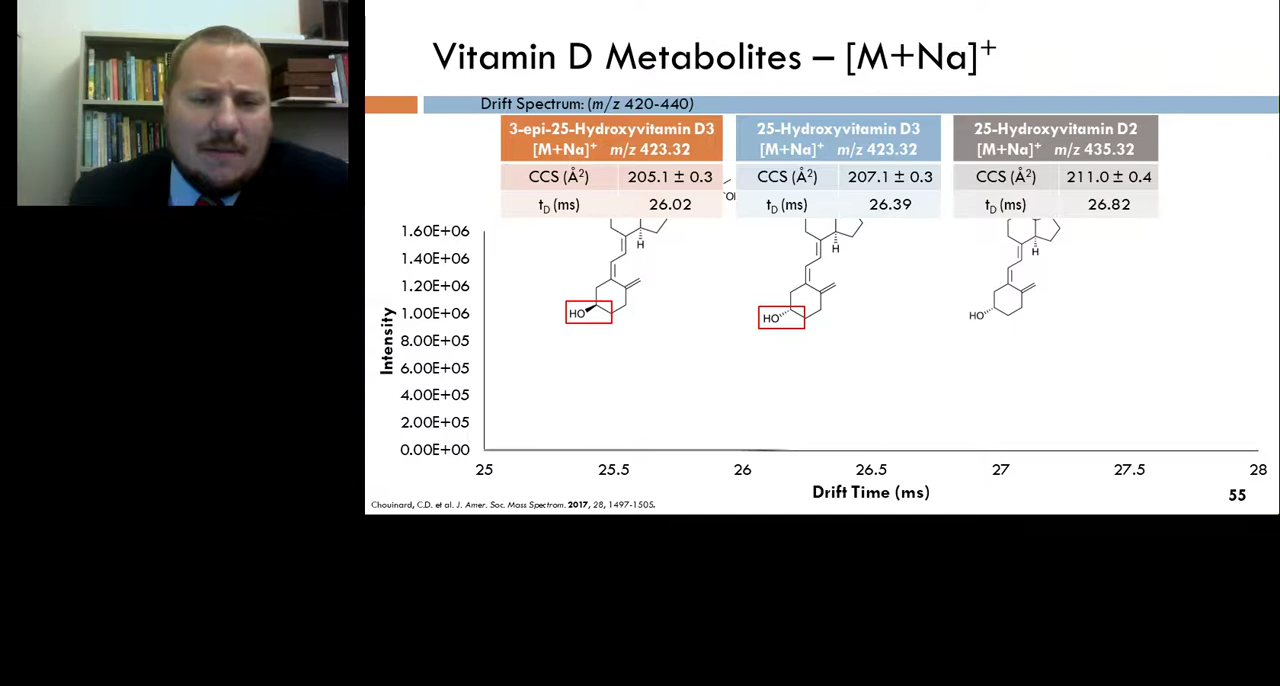 Vitamin D Metabolites – [M+Na]⁺
Drift Spectrum: (m/z 420-440)
3-epi-25-Hydroxyvitamin D3
[M+Na]⁺ m/z 423.32
CCS (Å²) 205.1 ± 0.3
t_D (ms) 26.02
25-Hydroxyvitamin D3
[M+Na]⁺ m/z 423.32
CCS (Å²) 207.1 ± 0.3
t_D (ms) 26.39
25-Hydroxyvitamin D2
[M+Na]⁺ m/z 435.32
CCS (Å²) 211.0 ± 0.4
t_D (ms) 26.82
H
HO
H
HO
H
HO
Intensity
1.60E+06
1.40E+06
1.20E+06
1.00E+06
8.00E+05
6.00E+05
4.00E+05
2.00E+05
0.00E+00
25 25.5 26 26.5 27 27.5 28
Drift Time (ms)
55
Chouinard, C.D. et al. J. Amer. Soc. Mass Spectrom. 2017, 28, 1497-1505.